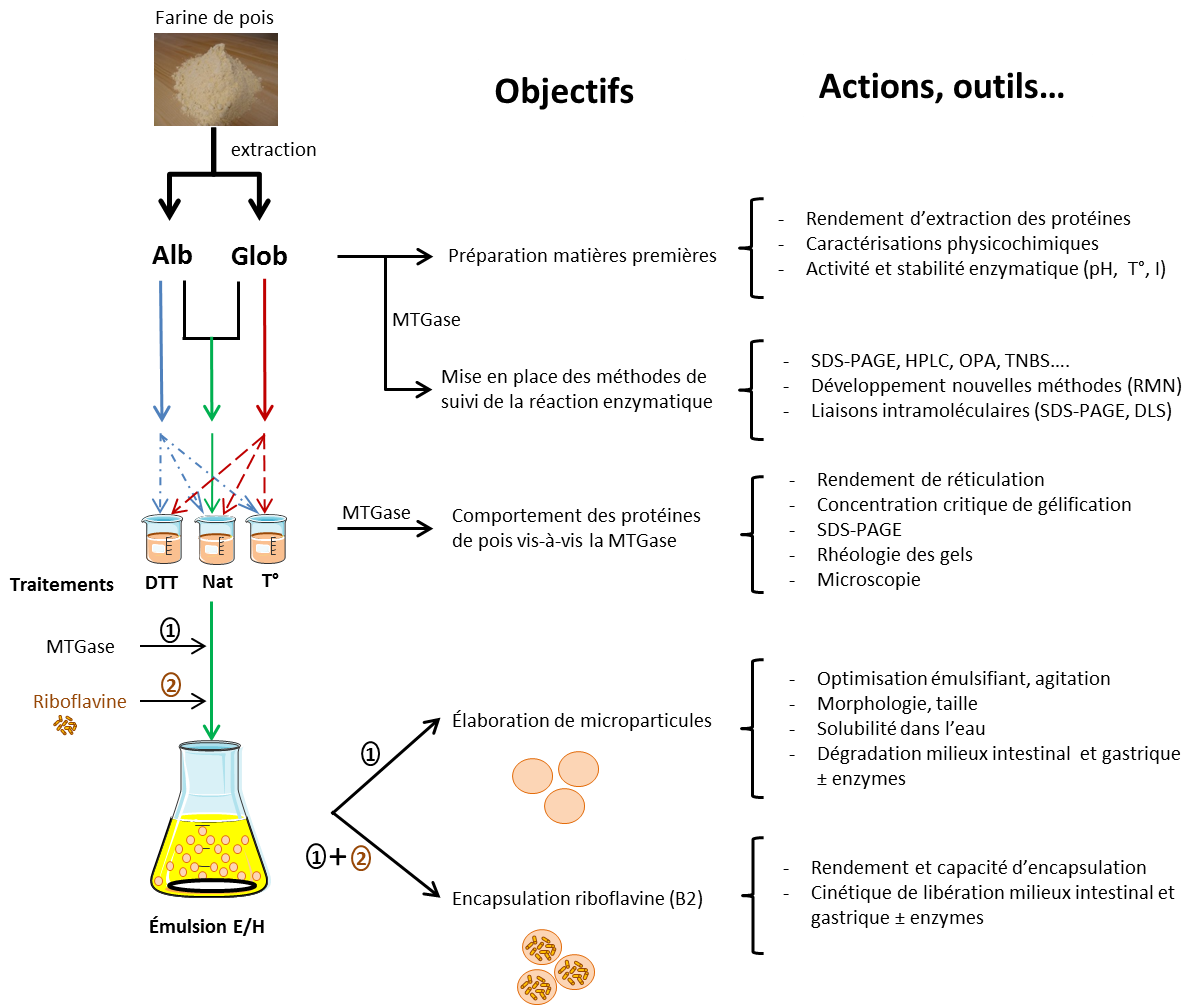 Farine de pois
Objectifs
Actions, outils…
extraction
Alb
Glob
Préparation matières premières
- Rendement d’extraction des protéines
- Caractérisations physicochimiques
- Activité et stabilité enzymatique (pH, T°, I)
MTGase
Mise en place des méthodes de
suivi de la réaction enzymatique
- SDS-PAGE, HPLC, OPA, TNBS….
- Développement nouvelles méthodes (RMN)
- Liaisons intramoléculaires (SDS-PAGE, DLS)
MTGase
Comportement des protéines
de pois vis-à-vis la MTGase
- Rendement de réticulation
- Concentration critique de gélification
- SDS-PAGE
- Rhéologie des gels
- Microscopie
Traitements
DTT
Nat
T°
MTGase
1
Riboflavine
2
Émulsion E/H
1
Élaboration de microparticules
- Optimisation émulsifiant, agitation
- Morphologie, taille
- Solubilité dans l’eau
- Dégradation milieu intestinal et gastrique
± enzymes
1+2
Encapsulation riboflavine (B2)
- Rendement et capacité d’encapsulation
- Cinétique de libération milieu intestinal et
gastrique ± enzymes